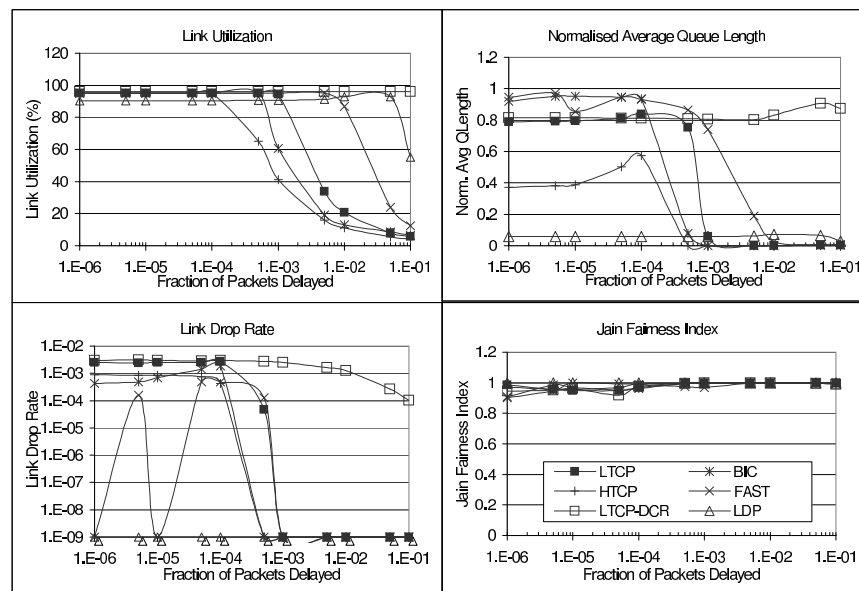 Link Utilization
Link Utilization (%)
120
100
80
60
40
20
0
1.E-06 1.E-05 1.E-04 1.E-03 1.E-02 1.E-01
Fraction of Packets Delayed
Normalised Average Queue Length
Norm. Avg QLength
1.2
1
0.8
0.6
0.4
0.2
0
1.E-06 1.E-05 1.E-04 1.E-03 1.E-02 1.E-01
Fraction of Packets Delayed
Link Drop Rate
Link Drop Rate
1.E-02
1.E-03
1.E-04
1.E-05
1.E-06
1.E-07
1.E-08
1.E-09
1.E-06 1.E-05 1.E-04 1.E-03 1.E-02 1.E-01
Fraction of Packets Delayed
Jain Fairness Index
Jain Fairness Index
1.2
1
0.8
0.6
0.4
0.2
0
LTCP BIC
HTCP FAST
LTCP-DCR LDP
1.E-06 1.E-05 1.E-04 1.E-03 1.E-02 1.E-01
Fraction of Packets Delayed